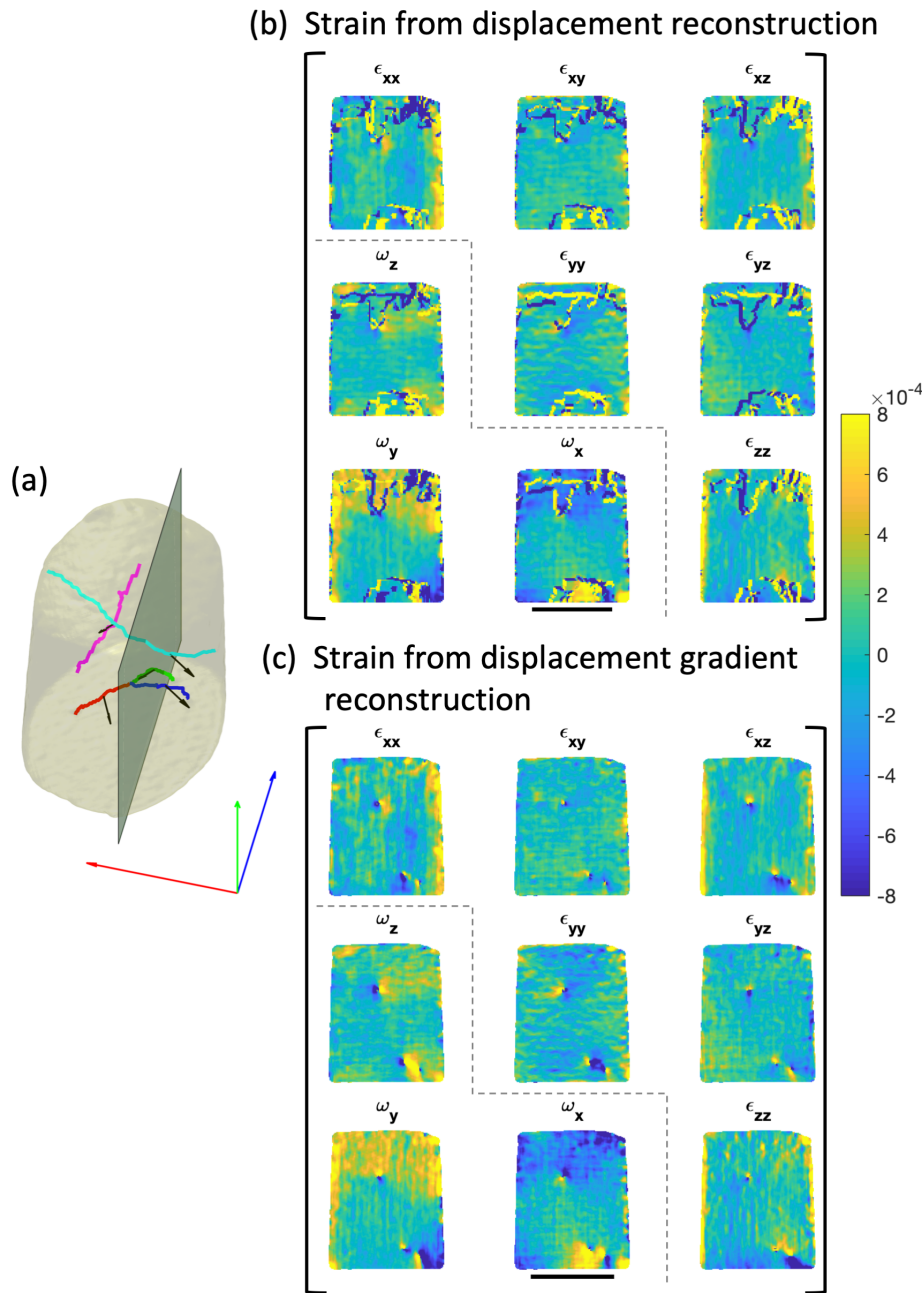 (b) Strain from displacement reconstruction
ϵxx ϵxy ϵxz
ωz ϵyy ϵyz
×10-4
8
ωy ωx ϵzz
6
(a)
4
2
0
-2
-4
-6
-8
(c) Strain from displacement gradient
reconstruction
ϵxx ϵxy ϵxz
ωz ϵyy ϵyz
ωy ωx ϵzz